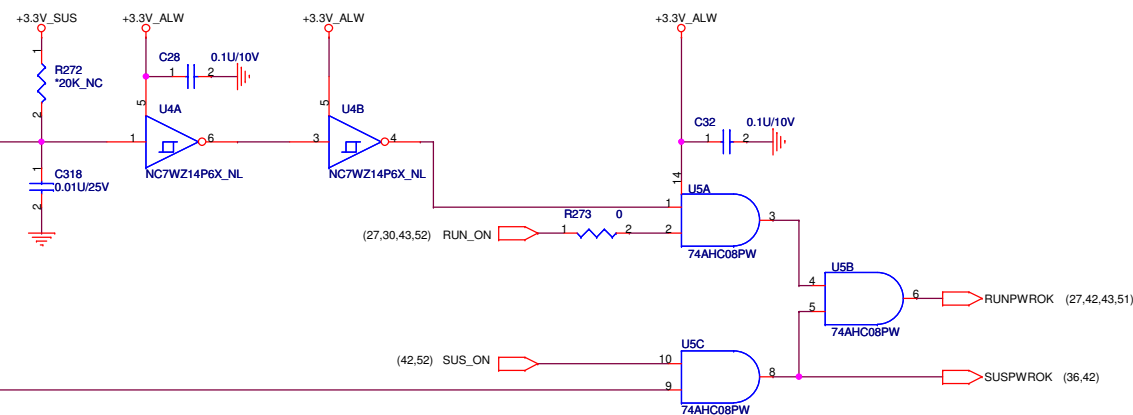 +3.3V_SUS
+3.3V_ALW
+3.3V_ALW
+3.3V_ALW
1
R272
*20K_NC
2
C28
0.1U/10V
1
2
5
U4A
1
6
NC7WZ14P6X_NL
5
U4B
3
4
NC7WZ14P6X_NL
C32
0.1U/10V
1
2
1
C318
0.01U/25V
2
14
U5A
1
2
3
74AHC08PW
(27,30,43,52) RUN_ON
R273 0
1
2
U5B
4
5
6
74AHC08PW
RUNPWROK (27,42,43,51)
(42,52) SUS_ON
U5C
10
9
8
74AHC08PW
SUSPWROK (36,42)